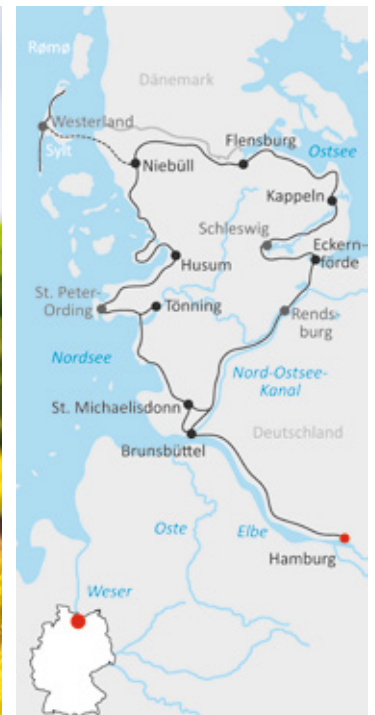 Rømø
Dänemark
Westerland
Sylt
Flensburg
Ostsee
Niebüll
Kappeln
Schleswig
Eckern-
förde
Husum
St. Peter-
Ording
Tönning
Rends-
burg
Nordsee
Nord-Ostsee-
Kanal
St. Michaelisdonn
Deutschland
Brunsbüttel
Oste
Elbe
Hamburg
Weser